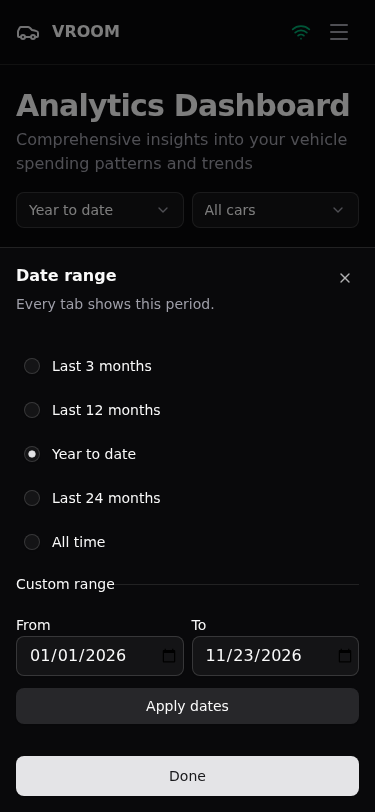 VROOM
Analytics Dashboard
Comprehensive insights into your vehicle
spending patterns and trends
Year to date
All cars
Date range
Every tab shows this period.
Last 3 months
Last 12 months
Year to date
Last 24 months
All time
Custom range
From
To
01/01/2026
11/23/2026
Apply dates
Done